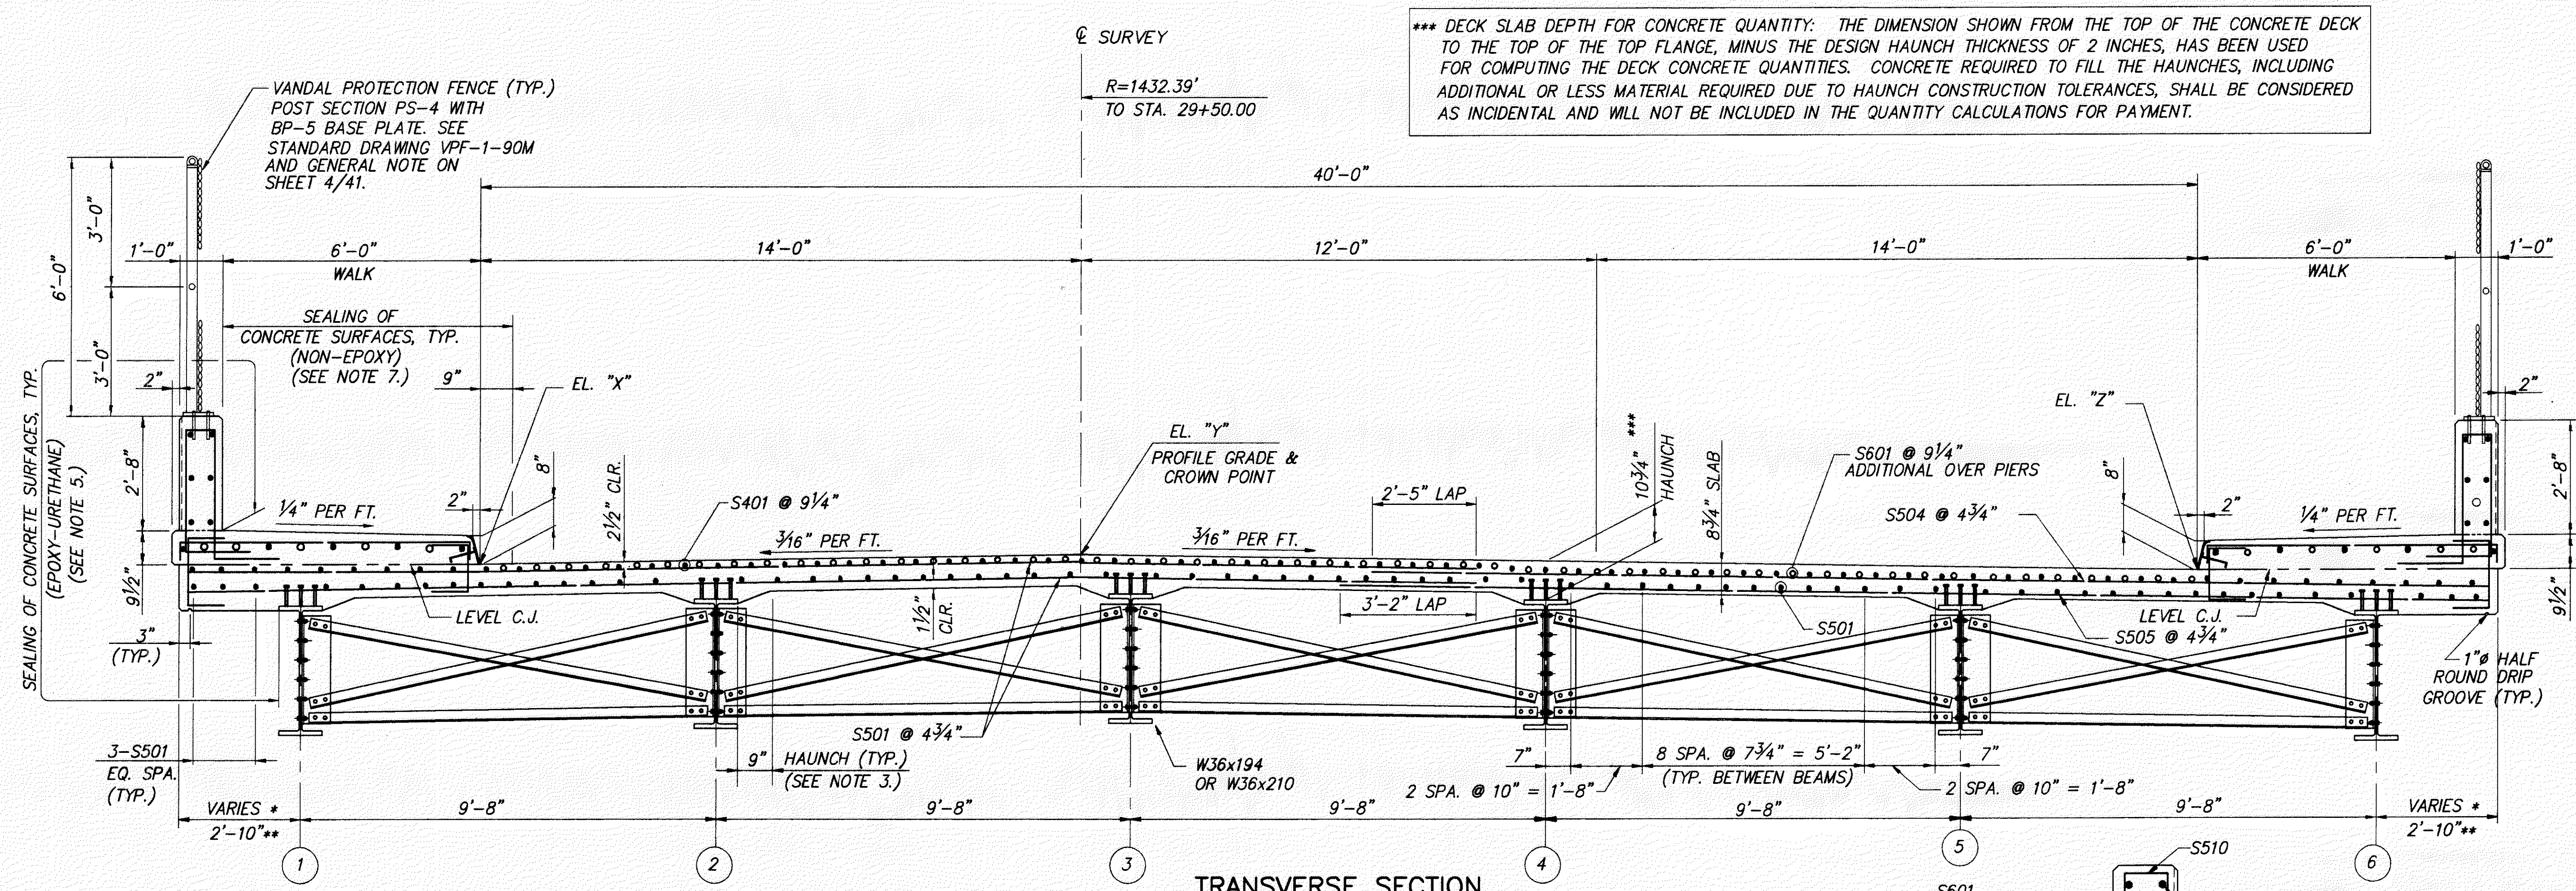 ℄ SURVEY
R=1432.39'
TO STA. 29+50.00
*** DECK SLAB DEPTH FOR CONCRETE QUANTITY: THE DIMENSION SHOWN FROM THE TOP OF THE CONCRETE DECK
TO THE TOP OF THE TOP FLANGE, MINUS THE DESIGN HAUNCH THICKNESS OF 2 INCHES, HAS BEEN USED
FOR COMPUTING THE DECK CONCRETE QUANTITIES. CONCRETE REQUIRED TO FILL THE HAUNCHES, INCLUDING
ADDITIONAL OR LESS MATERIAL REQUIRED DUE TO HAUNCH CONSTRUCTION TOLERANCES, SHALL BE CONSIDERED
AS INCIDENTAL AND WILL NOT BE INCLUDED IN THE QUANTITY CALCULATIONS FOR PAYMENT.
VANDAL PROTECTION FENCE (TYP.)
POST SECTION PS-4 WITH
BP-5 BASE PLATE. SEE
STANDARD DRAWING VPF-1-90M
AND GENERAL NOTE ON
SHEET 4/41.
40'-0"
6'-0"
3'-0"
3'-0"
1'-0"
6'-0"
WALK
14'-0"
12'-0"
14'-0"
6'-0"
WALK
1'-0"
SEALING OF
CONCRETE SURFACES, TYP.
(NON-EPOXY)
(SEE NOTE 7.)
SEALING OF CONCRETE SURFACES, TYP.
(EPOXY-URETHANE)
(SEE NOTE 5.)
2"
9"
EL. "X"
EL. "Y"
PROFILE GRADE &
CROWN POINT
EL. "Z"
2"
2'-8"
9½"
1/4" PER FT.
2"
8"
2½" CLR.
S401 @ 9¼"
3/16" PER FT.
3/16" PER FT.
2'-5" LAP
10¾" ***
HAUNCH
8¾" SLAB
S601 @ 9¼"
ADDITIONAL OVER PIERS
S504 @ 4¾"
8"
2"
1/4" PER FT.
2'-8"
9½"
LEVEL C.J.
1½"
CLR.
3'-2" LAP
S501
LEVEL C.J.
S505 @ 4¾"
3"
(TYP.)
1"ø HALF
ROUND DRIP
GROOVE (TYP.)
3-S501
EQ. SPA.
(TYP.)
S501 @ 4¾"
9"
HAUNCH (TYP.)
(SEE NOTE 3.)
W36x194
OR W36x210
7"
8 SPA. @ 7¾" = 5'-2"
(TYP. BETWEEN BEAMS)
7"
2 SPA. @ 10" = 1'-8"
2 SPA. @ 10" = 1'-8"
VARIES *
2'-10"**
9'-8"
9'-8"
9'-8"
9'-8"
9'-8"
VARIES *
2'-10"**
1
2
3
4
5
6
TRANSVERSE SECTION
S510
S601